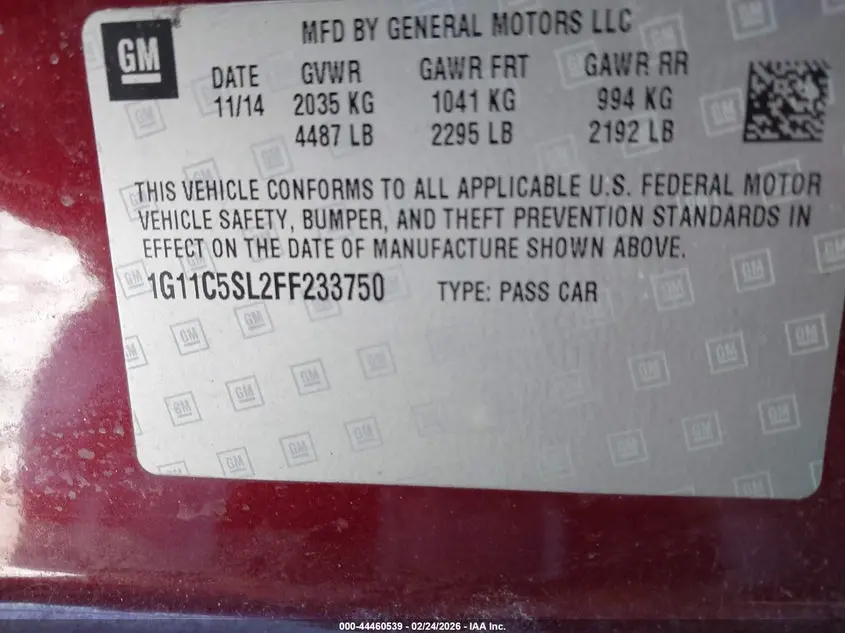 GM
MFD BY GENERAL MOTORS LLC
DATE GVWR GAWR FRT GAWR RR
11/14 2035 KG 1041 KG 994 KG
4487 LB 2295 LB 2192 LB
THIS VEHICLE CONFORMS TO ALL APPLICABLE U.S. FEDERAL MOTOR
VEHICLE SAFETY, BUMPER, AND THEFT PREVENTION STANDARDS IN
EFFECT ON THE DATE OF MANUFACTURE SHOWN ABOVE.
1G11C5SL2FF233750 TYPE: PASS CAR
000-44460539 - 02/24/2026 - IAA Inc.